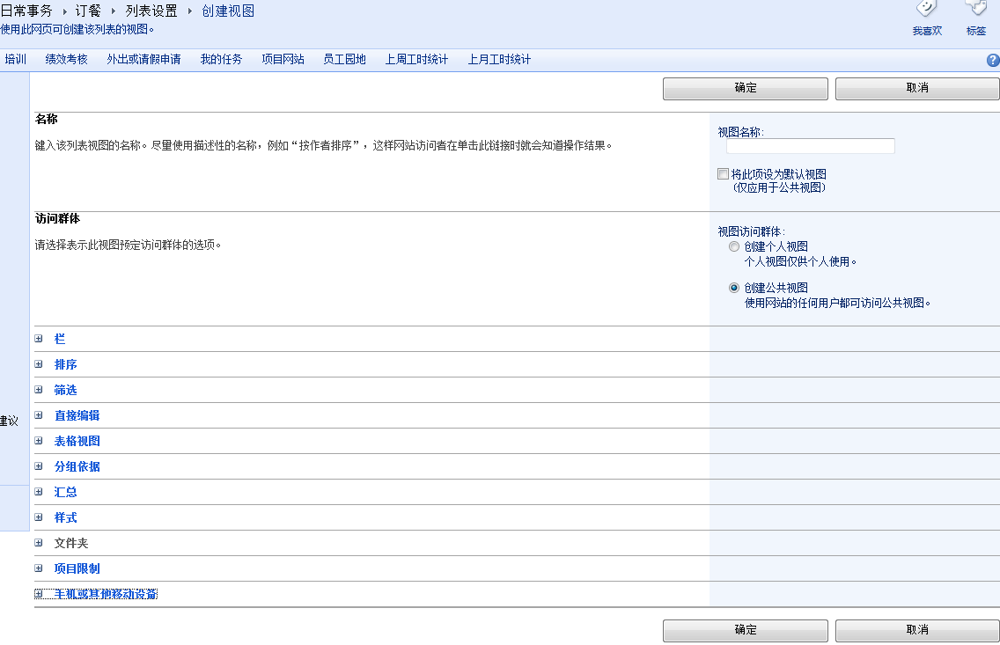 日常事务 ▸ 订餐 ▸ 列表设置 ▸ 创建视图
使用此网页可创建该列表的视图。
我喜欢 标签
培训 绩效考核 外出或请假申请 我的任务 项目网站 员工园地 上周工时统计 上月工时统计
确定 取消
名称
键入该列表视图的名称。尽量使用描述性的名称，例如“按作者排序”，这样网站访问者在单击此链接时就会知道操作结果。
视图名称:
将此项设为默认视图
(仅应用于公共视图)
访问群体
请选择表示此视图预定访问群体的选项。
视图访问群体:
创建个人视图
个人视图仅供个人使用。
创建公共视图
使用网站的任何用户都可访问公共视图。
栏
排序
筛选
直接编辑
建议
表格视图
分组依据
汇总
样式
文件夹
项目限制
手机或其他移动设备
确定 取消